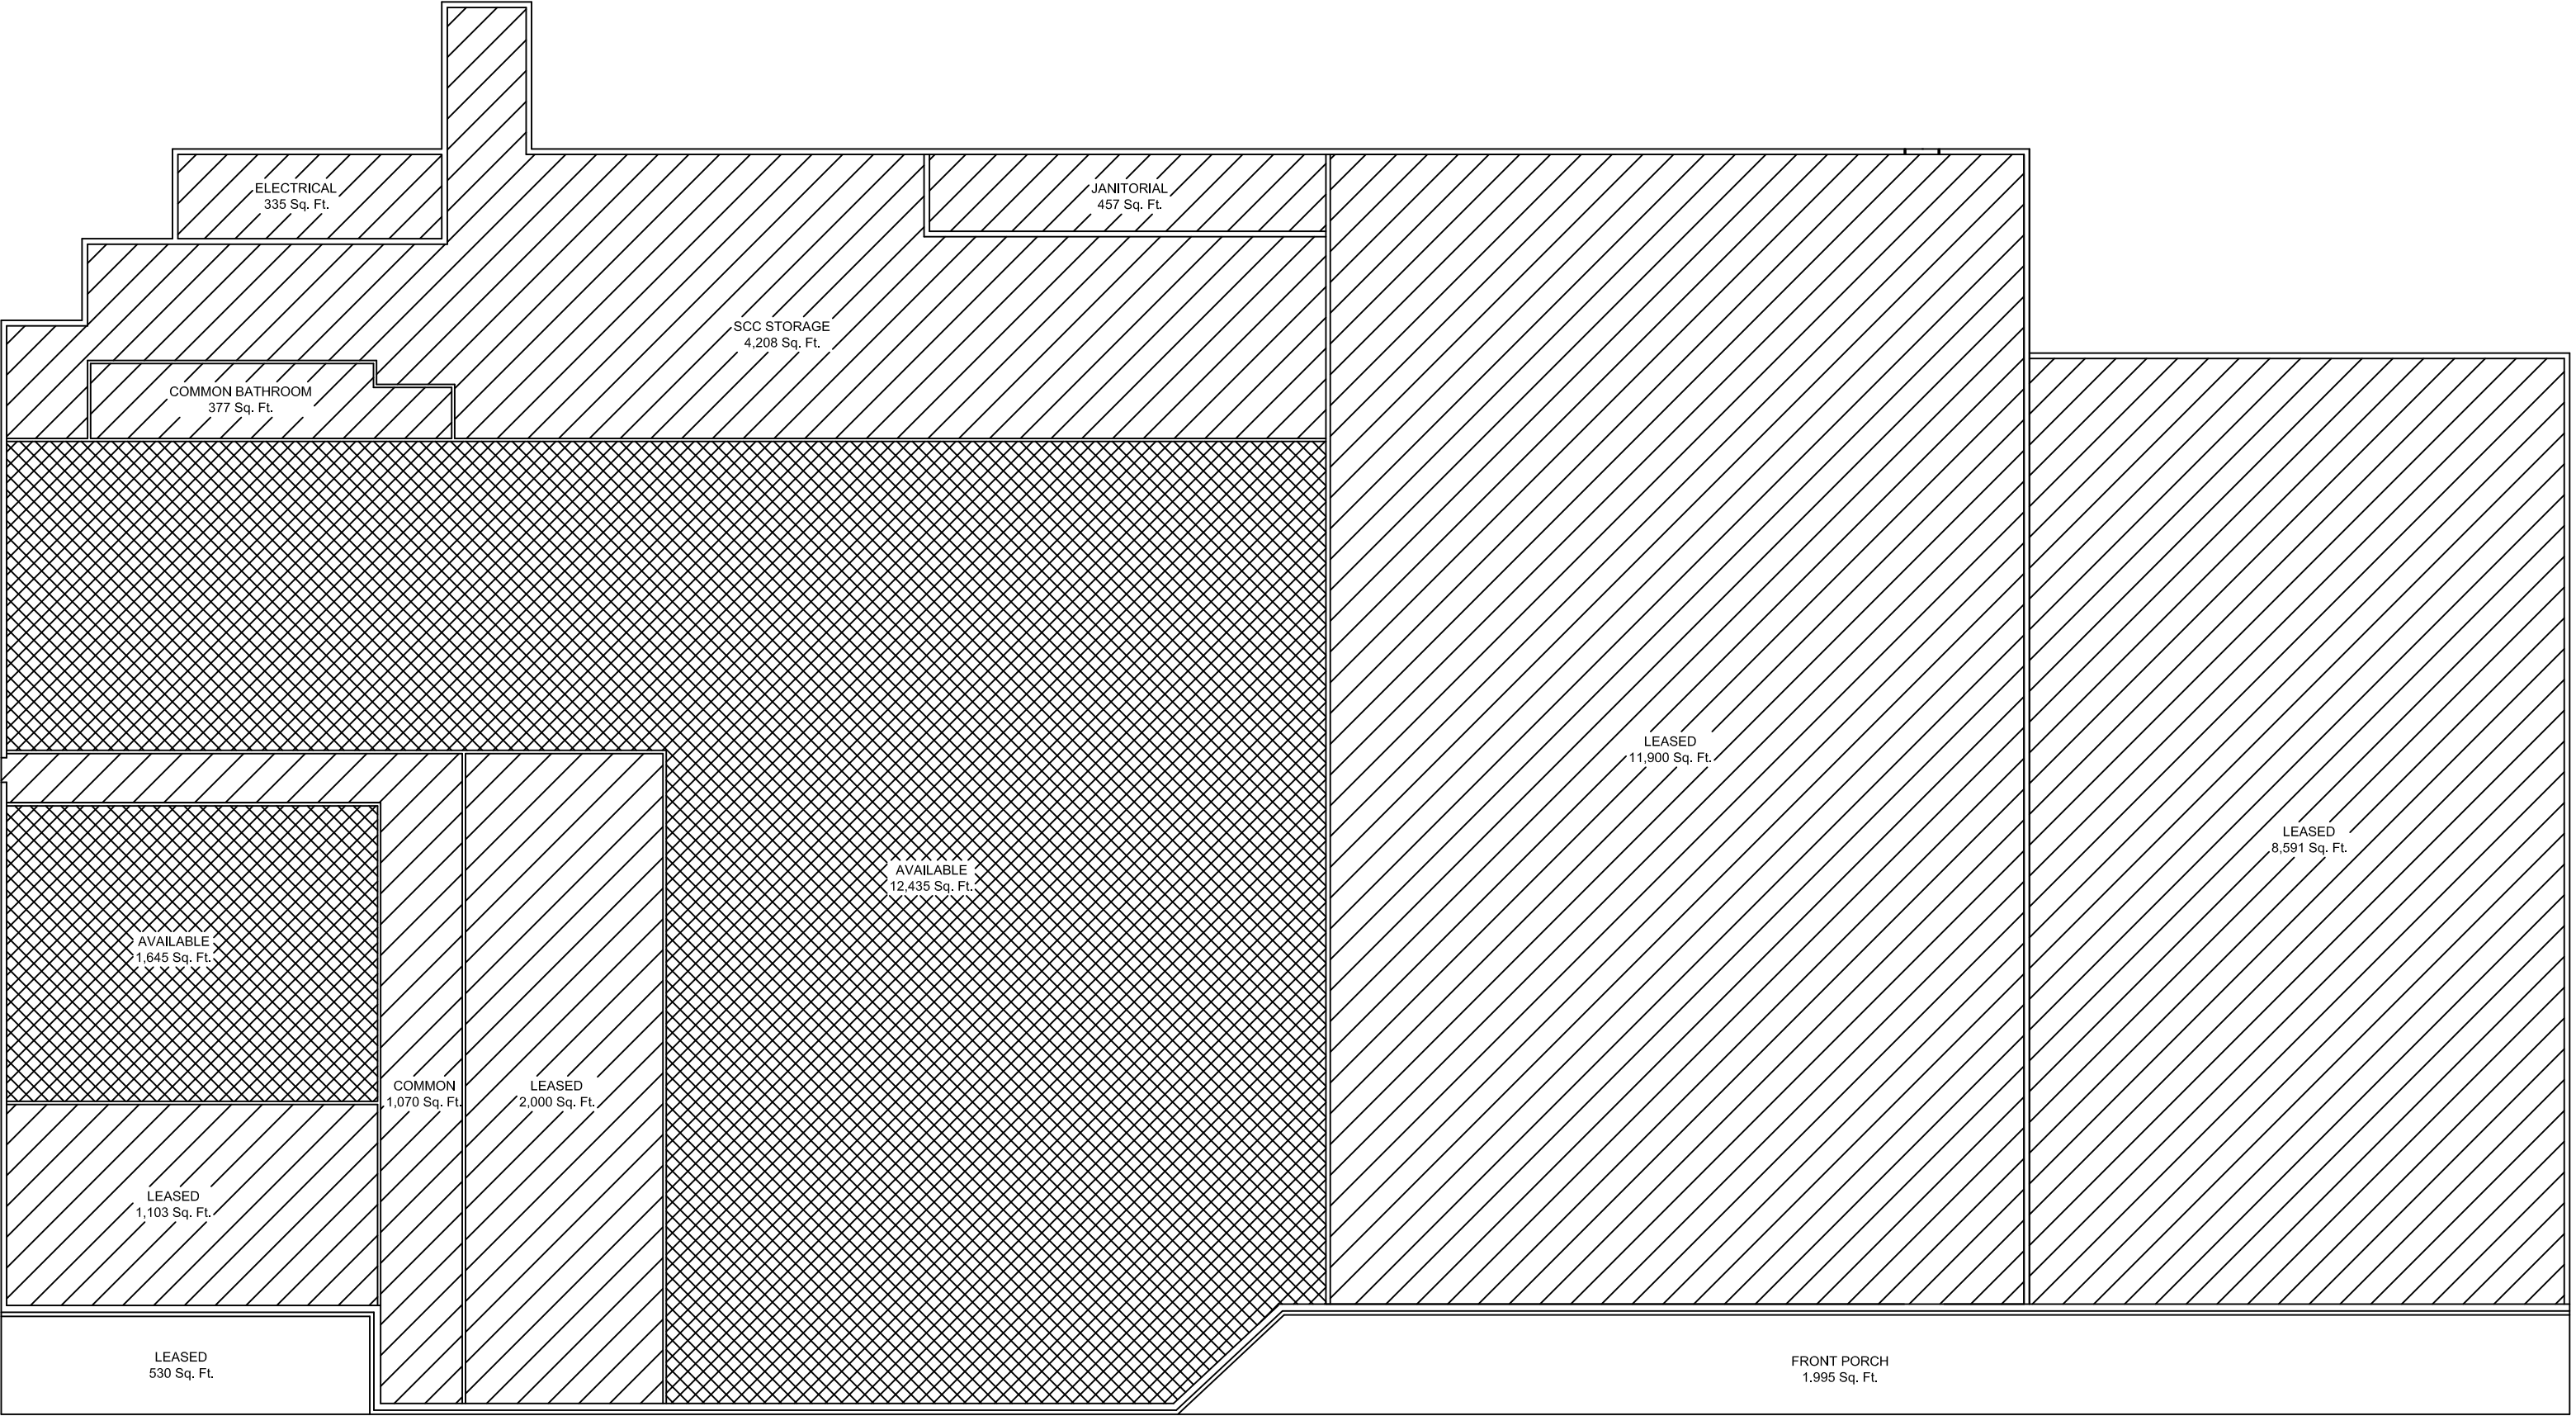 ELECTRICAL
335 Sq. Ft.
JANITORIAL
457 Sq. Ft.
SCC STORAGE
4,208 Sq. Ft.
COMMON BATHROOM
377 Sq. Ft.
LEASED
11,900 Sq. Ft.
LEASED
8,591 Sq. Ft.
AVAILABLE
12,435 Sq. Ft.
AVAILABLE
1,645 Sq. Ft.
COMMON
1,070 Sq. Ft.
LEASED
2,000 Sq. Ft.
LEASED
1,103 Sq. Ft.
LEASED
530 Sq. Ft.
FRONT PORCH
1.995 Sq. Ft.